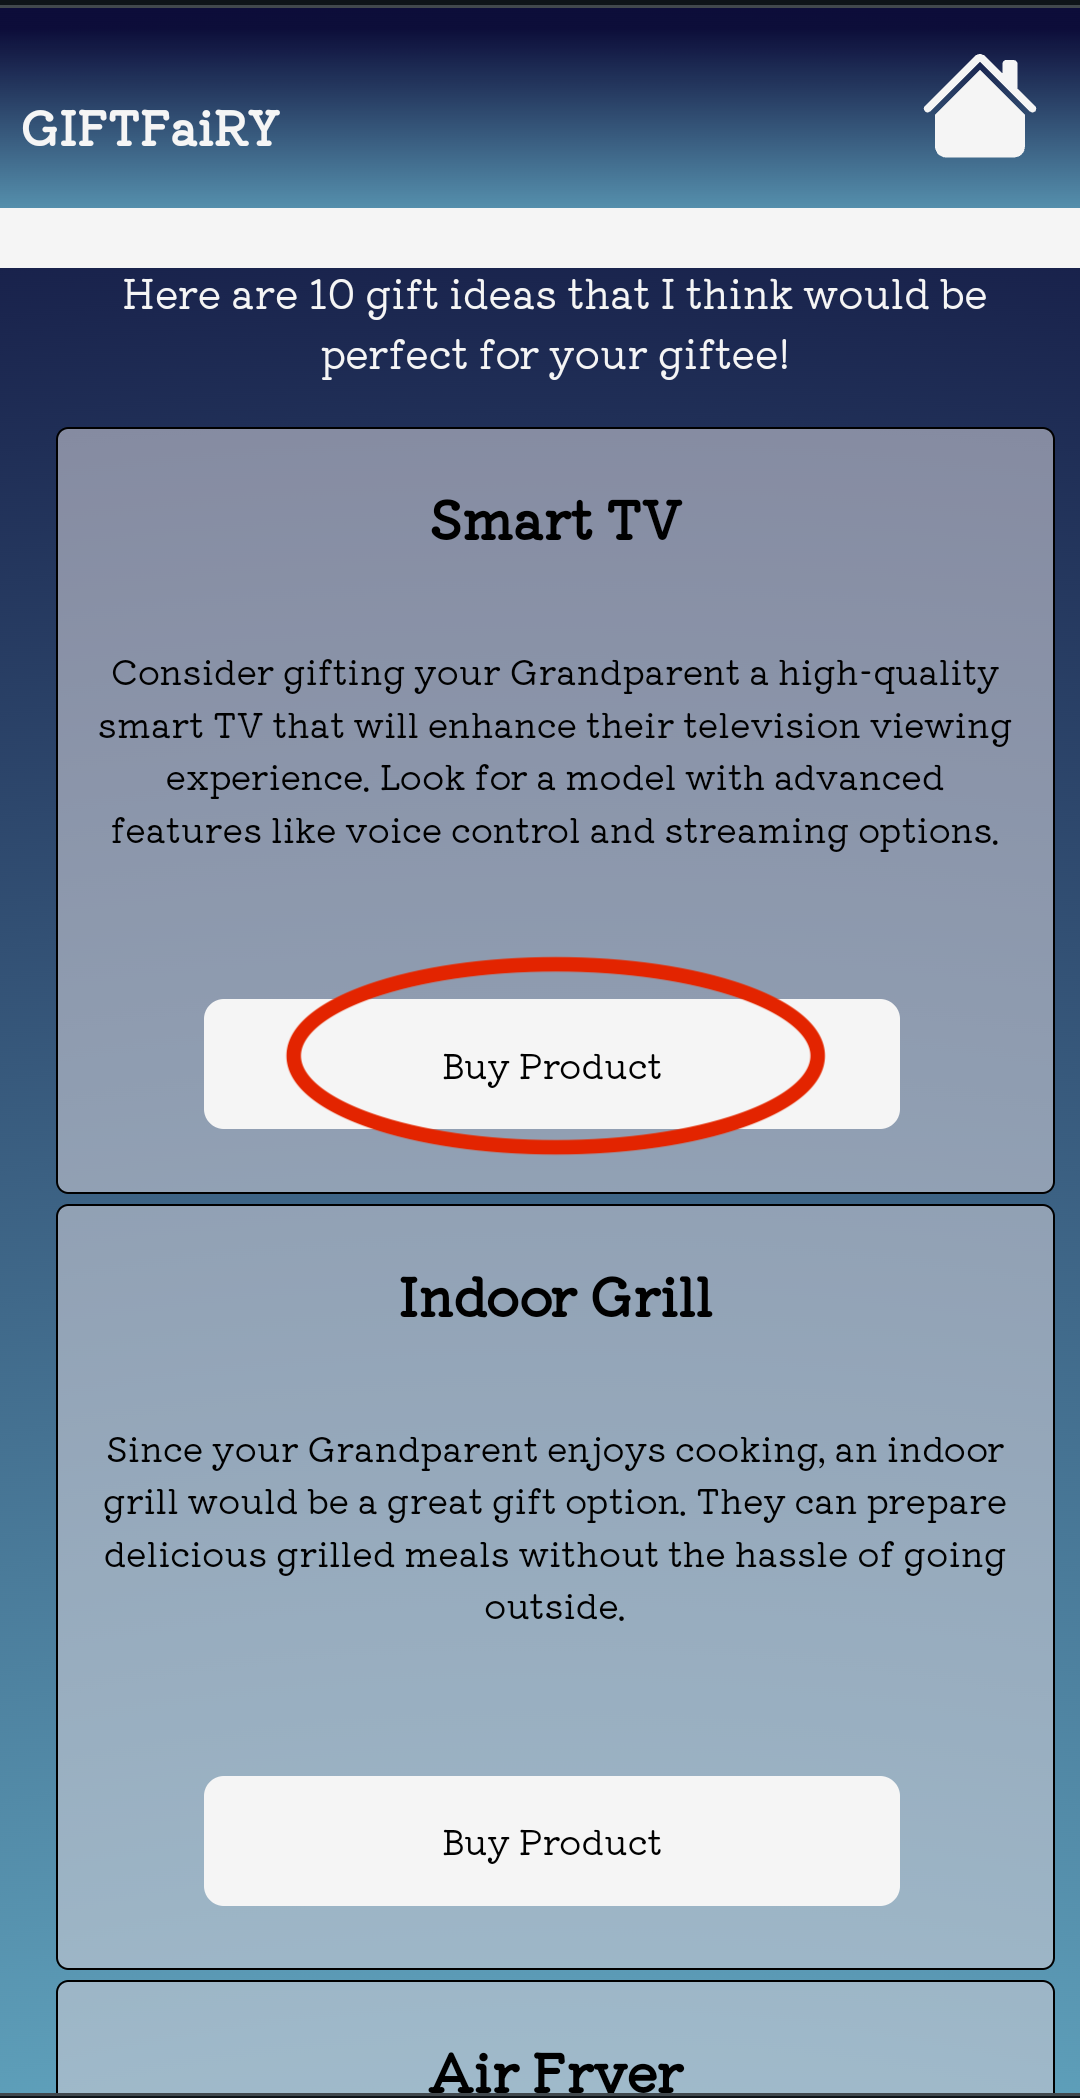 GIFTFaiRY
Here are 10 gift ideas that I think would be
perfect for your giftee!
Smart TV
Consider gifting your Grandparent a high-quality
smart TV that will enhance their television viewing
experience. Look for a model with advanced
features like voice control and streaming options.
Buy Product
Indoor Grill
Since your Grandparent enjoys cooking, an indoor
grill would be a great gift option. They can prepare
delicious grilled meals without the hassle of going
outside.
Buy Product
Air Fryer